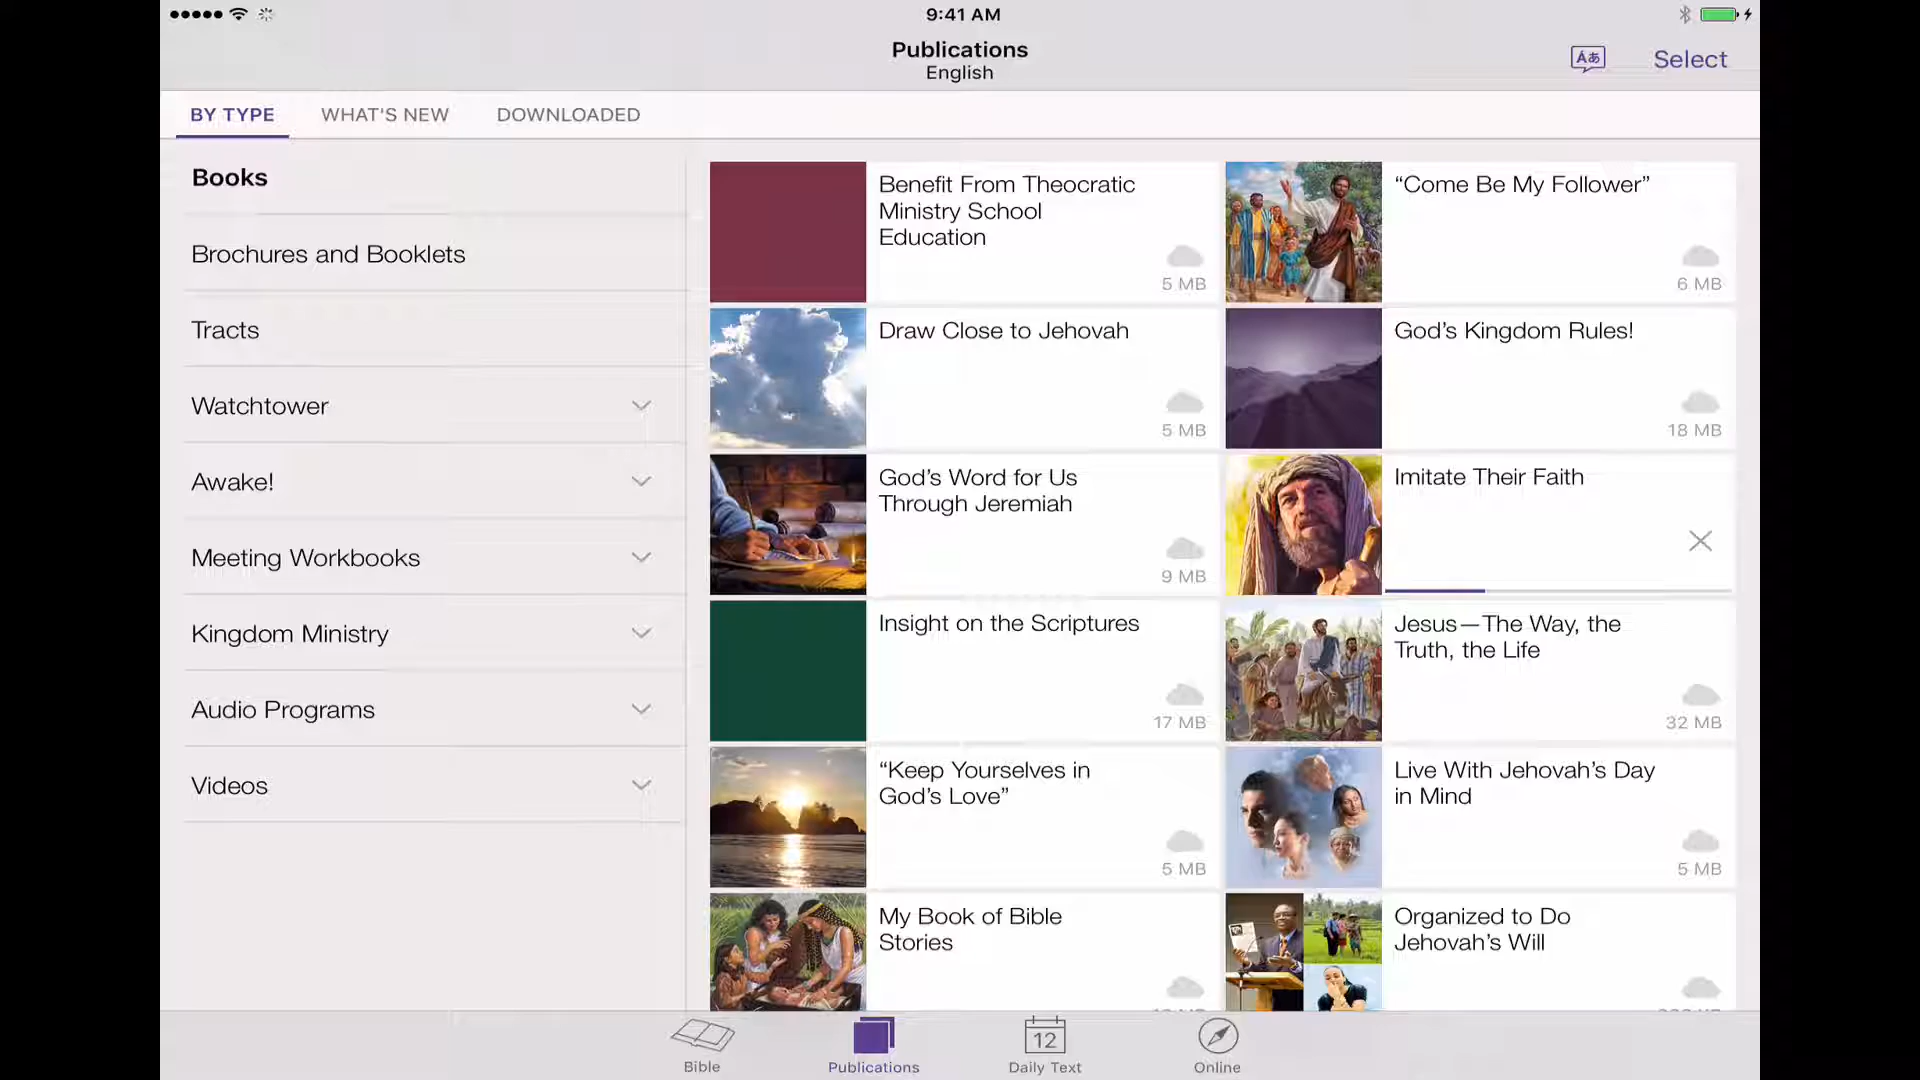 9:41 AM
Publications
English
Aあ
Select
BY TYPE
WHAT'S NEW
DOWNLOADED
Books
Brochures and Booklets
Tracts
Watchtower
Awake!
Meeting Workbooks
Kingdom Ministry
Audio Programs
Videos
Benefit From Theocratic
Ministry School
Education
5 MB
“Come Be My Follower”
6 MB
Draw Close to Jehovah
5 MB
God’s Kingdom Rules!
18 MB
God’s Word for Us
Through Jeremiah
9 MB
Imitate Their Faith
Insight on the Scriptures
17 MB
Jesus—The Way, the
Truth, the Life
32 MB
“Keep Yourselves in
God’s Love”
5 MB
Live With Jehovah’s Day
in Mind
5 MB
My Book of Bible
Stories
Organized to Do
Jehovah’s Will
Bible
Publications
12
Daily Text
Online